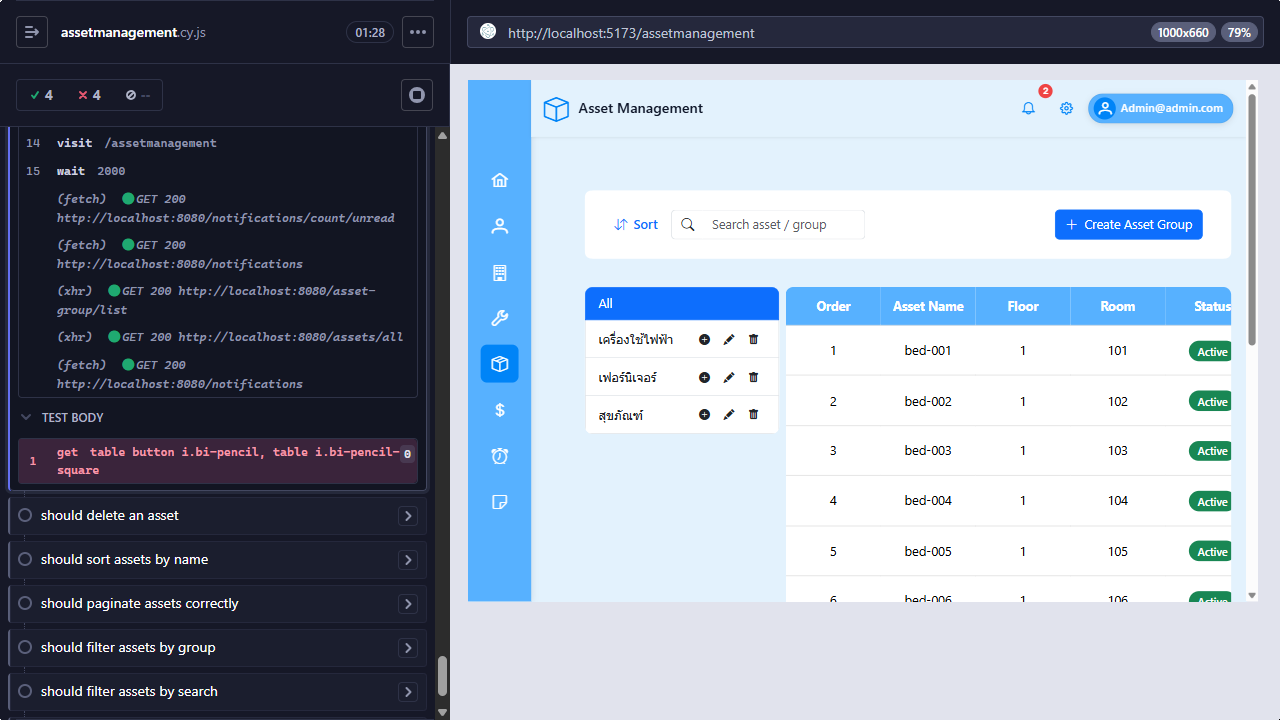 assetmanagement.cy.js
01:28
4
4
--
14 visit /assetmanagement
15 wait 2000
(fetch) GET 200
http://localhost:8080/notifications/count/unread
(fetch) GET 200
http://localhost:8080/notifications
(xhr) GET 200 http://localhost:8080/asset-
group/list
(xhr) GET 200 http://localhost:8080/assets/all
(fetch) GET 200
http://localhost:8080/notifications
TEST BODY
1 get table button i.bi-pencil, table i.bi-pencil-
square
0
should delete an asset
should sort assets by name
should paginate assets correctly
should filter assets by group
should filter assets by search
http://localhost:5173/assetmanagement
1000x660
79%
Asset Management
2
Admin@admin.com
Sort
Search asset / group
Create Asset Group
All
เครื่องใช้ไฟฟ้า
เฟอร์นิเจอร์
สุขภัณฑ์
Order Asset Name Floor Room Status
1 bed-001 1 101 Active
2 bed-002 1 102 Active
3 bed-003 1 103 Active
4 bed-004 1 104 Active
5 bed-005 1 105 Active
6 bed-006 1 106 Active